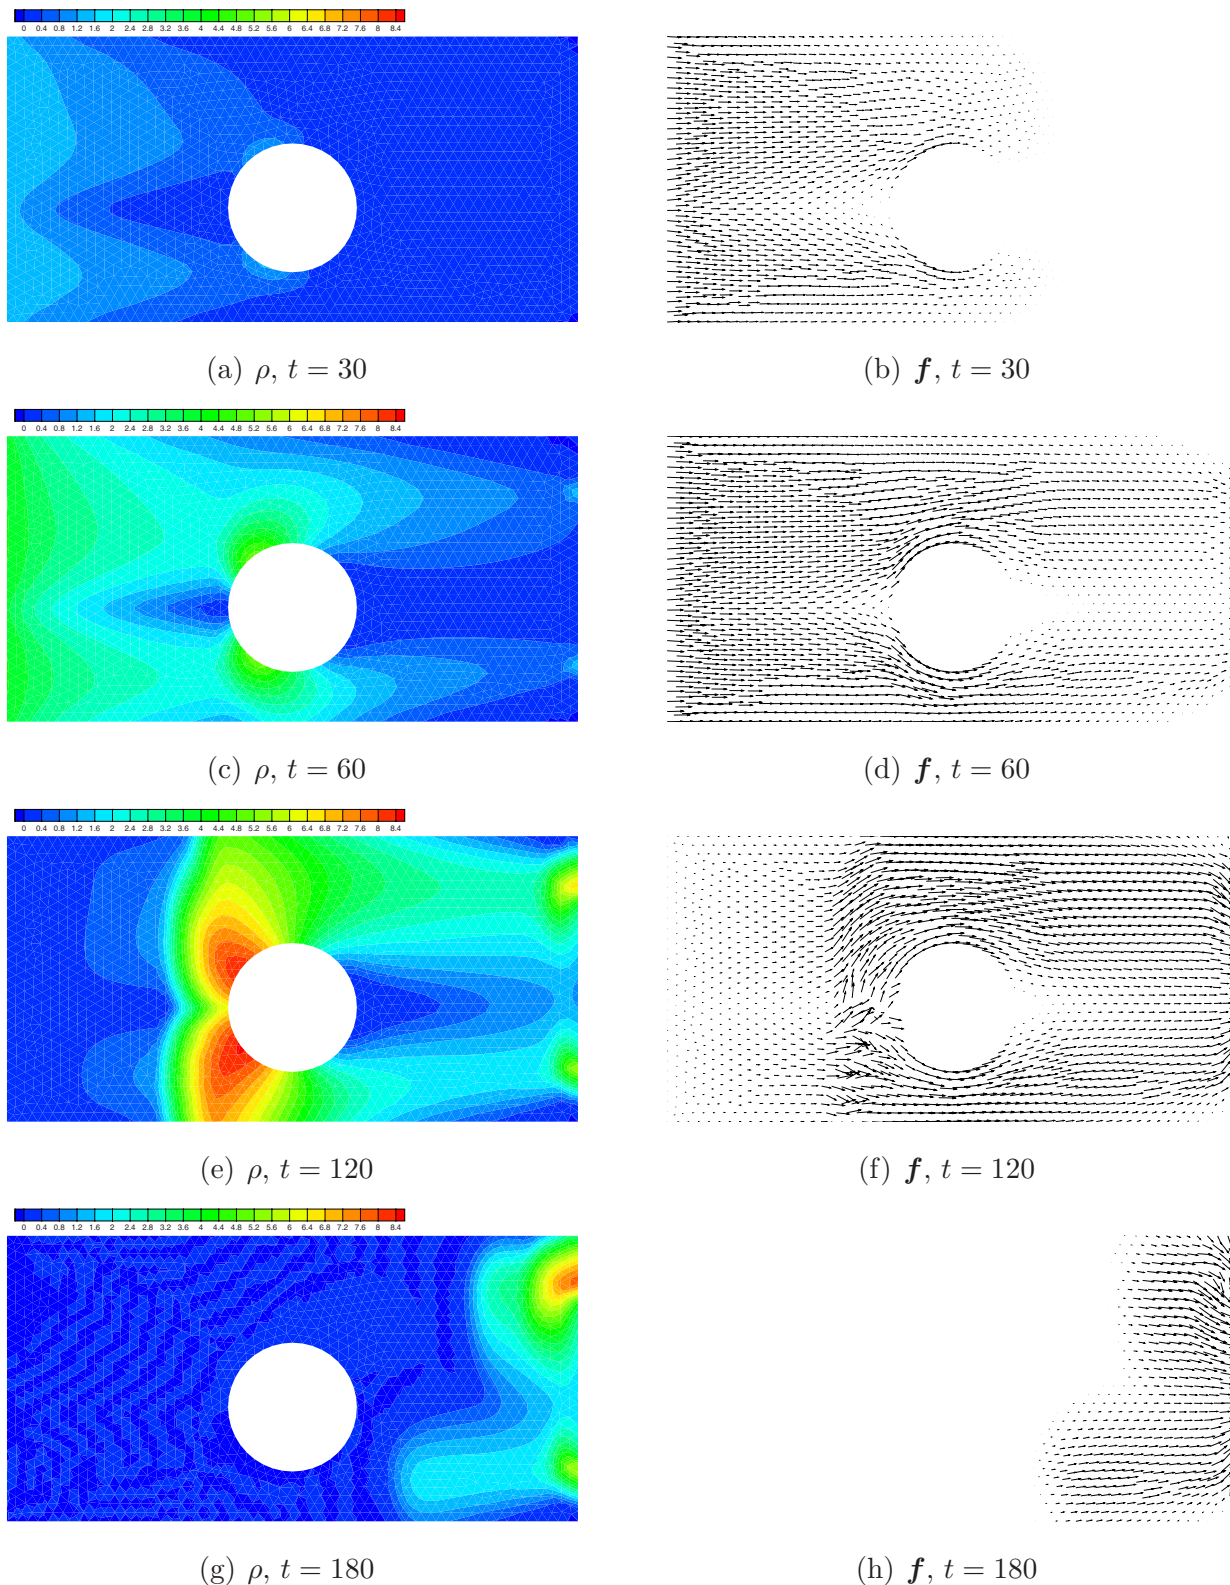 0 0.4 0.8 1.2 1.6 2 2.4 2.8 3.2 3.6 4 4.4 4.8 5.2 5.6 6 6.4 6.8 7.2 7.6 8 8.4
(a) ρ, t = 30
(b) f, t = 30
0 0.4 0.8 1.2 1.6 2 2.4 2.8 3.2 3.6 4 4.4 4.8 5.2 5.6 6 6.4 6.8 7.2 7.6 8 8.4
(c) ρ, t = 60
(d) f, t = 60
0 0.4 0.8 1.2 1.6 2 2.4 2.8 3.2 3.6 4 4.4 4.8 5.2 5.6 6 6.4 6.8 7.2 7.6 8 8.4
(e) ρ, t = 120
(f) f, t = 120
0 0.4 0.8 1.2 1.6 2 2.4 2.8 3.2 3.6 4 4.4 4.8 5.2 5.6 6 6.4 6.8 7.2 7.6 8 8.4
(g) ρ, t = 180
(h) f, t = 180